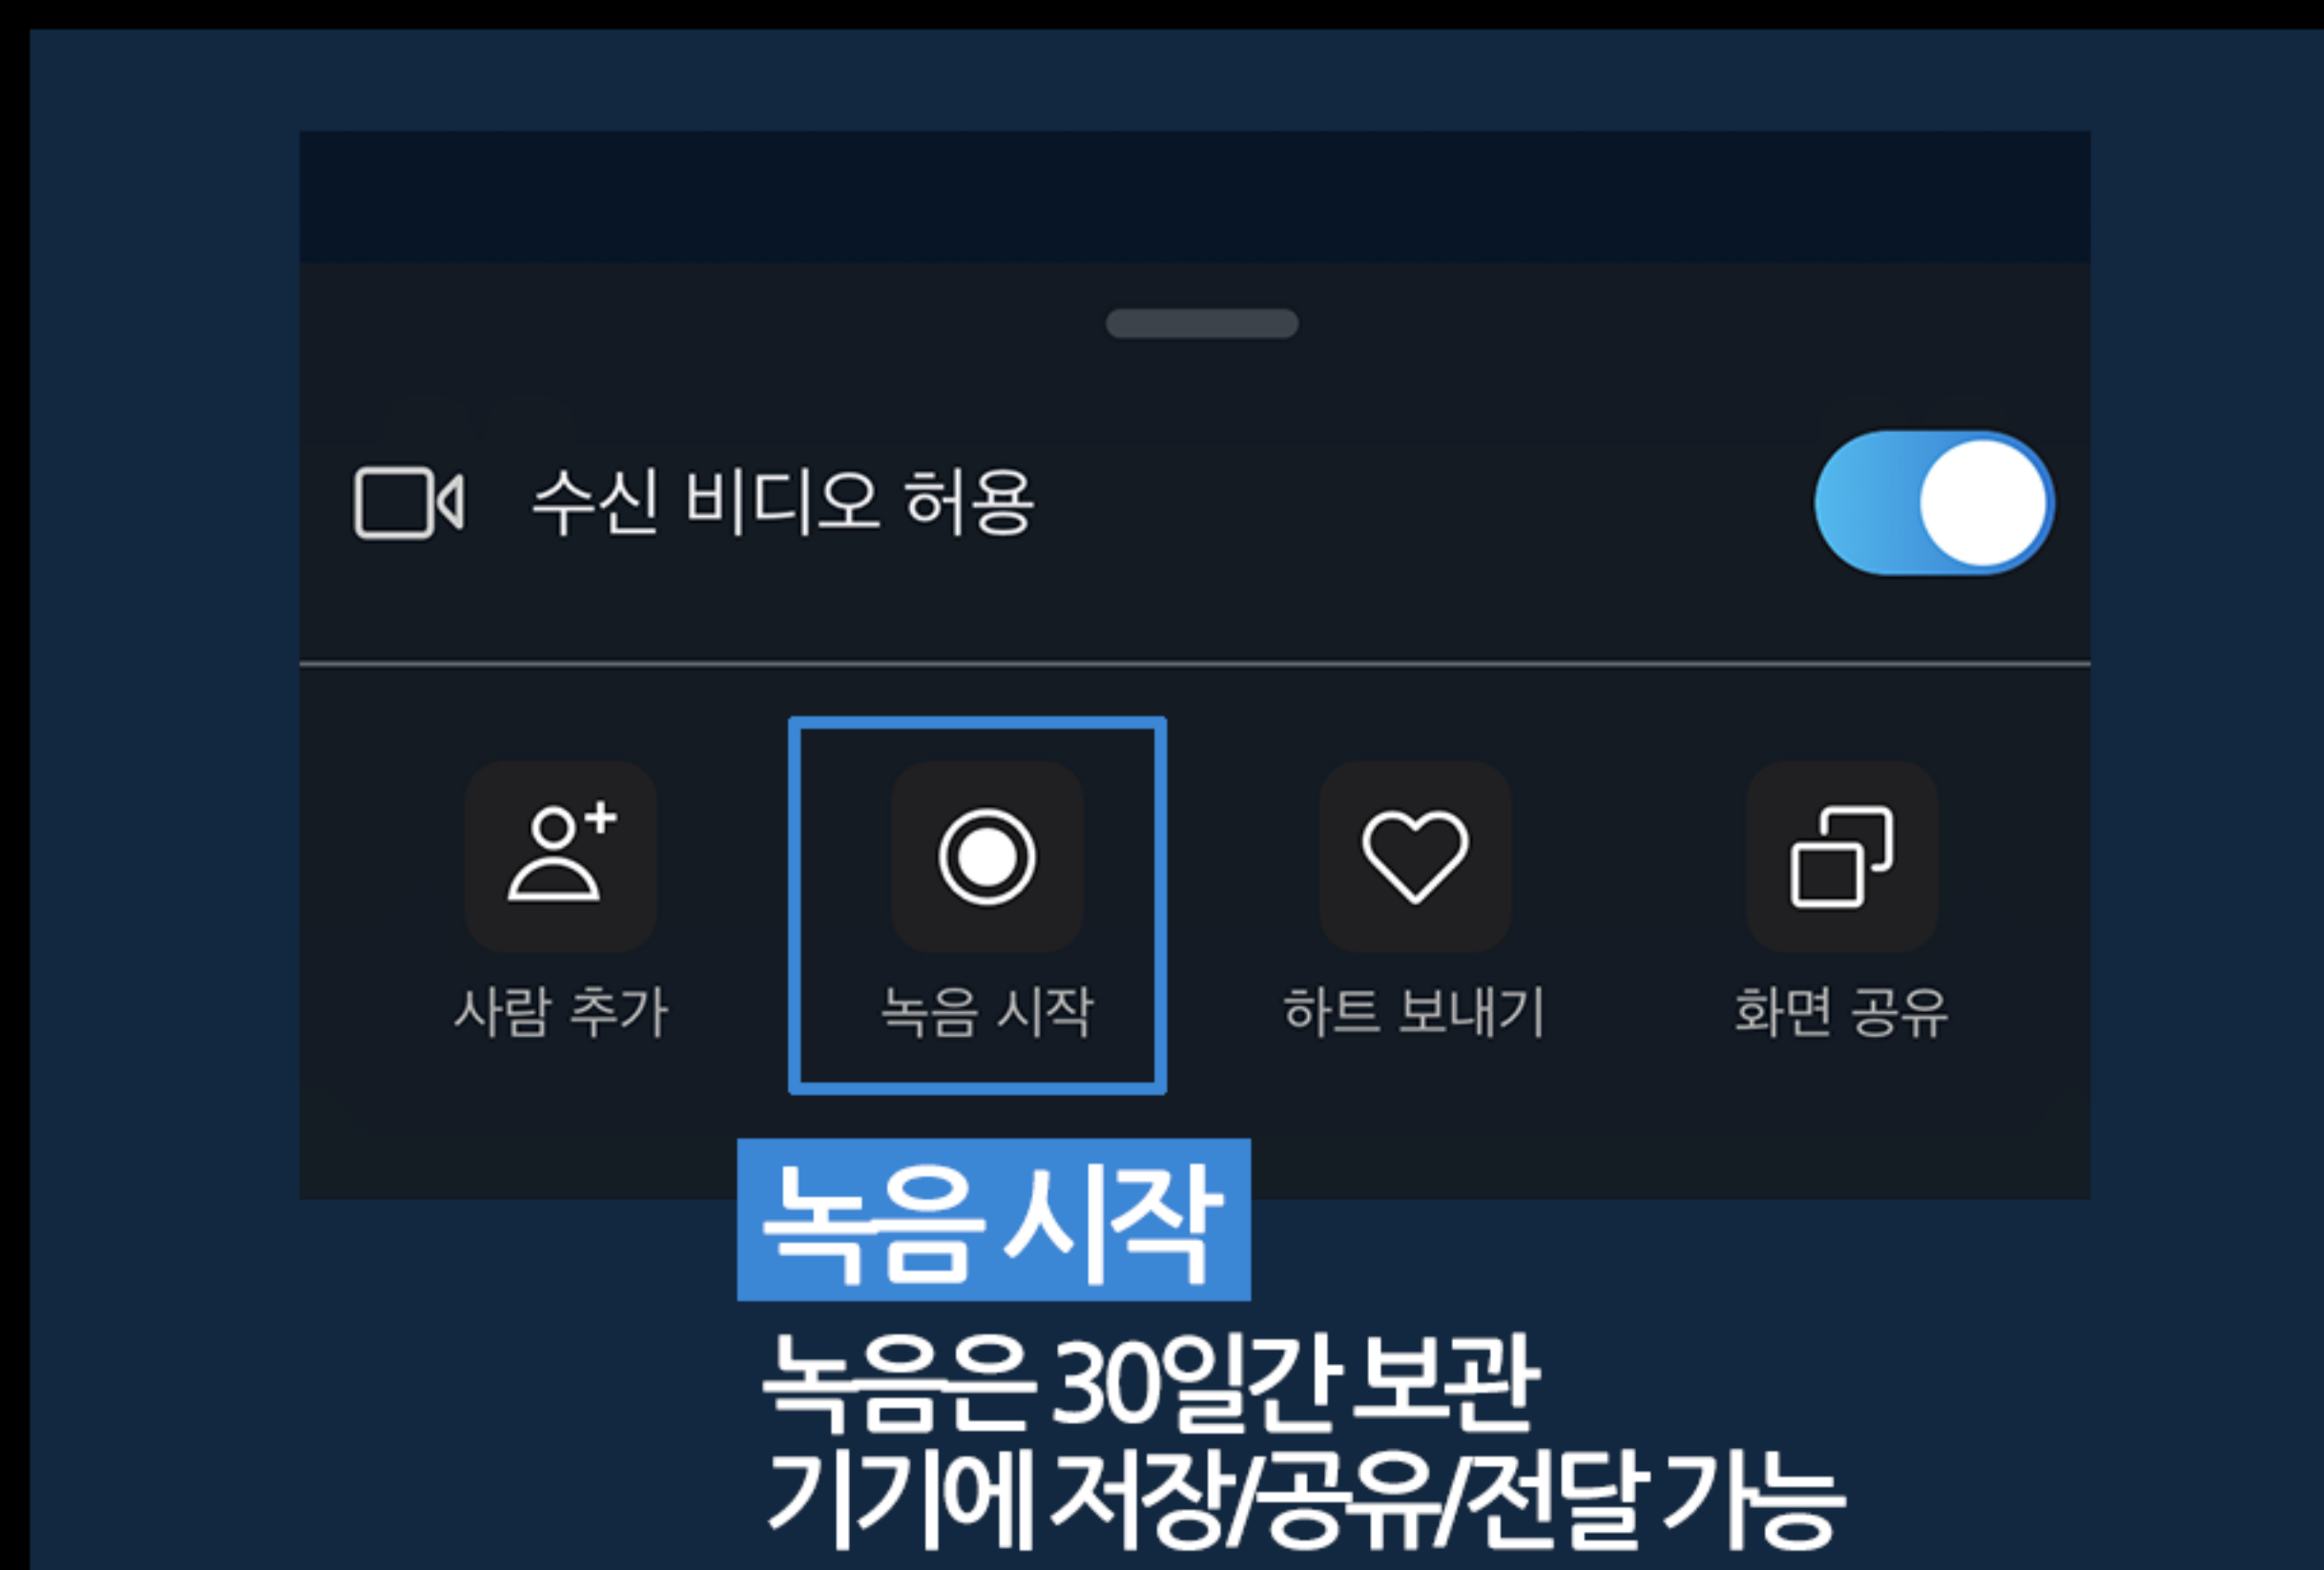 수신 비디오 허용
사람 추가
녹음 시작
하트 보내기
화면 공유
녹음 시작
녹음은 30일간 보관
기기에 저장/공유/전달 가능